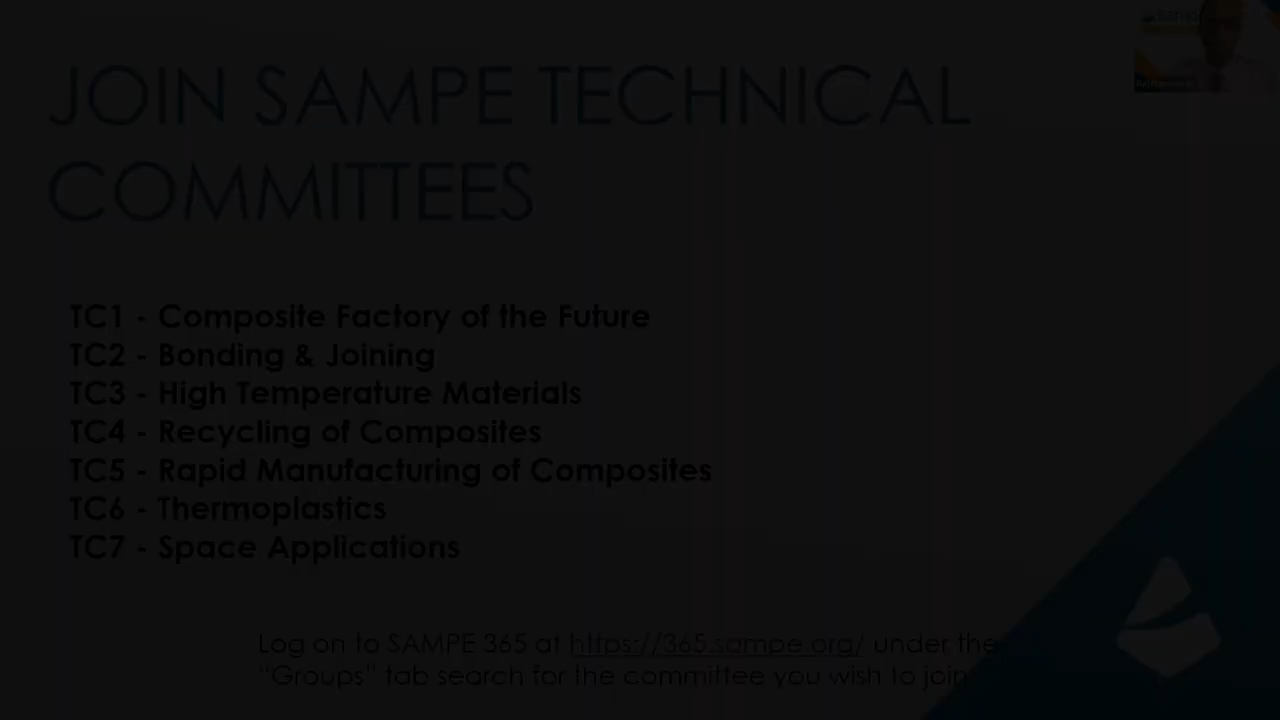 JOIN SAMPE TECHNICAL
COMMITTEES
TC1 - Composite Factory of the Future
TC2 - Bonding & Joining
TC3 - High Temperature Materials
TC4 - Recycling of Composites
TC5 - Rapid Manufacturing of Composites
TC6 - Thermoplastics
TC7 - Space Applications
Log on to SAMPE 365 at https://365.sampe.org/ under the
“Groups” tab search for the committee you wish to join